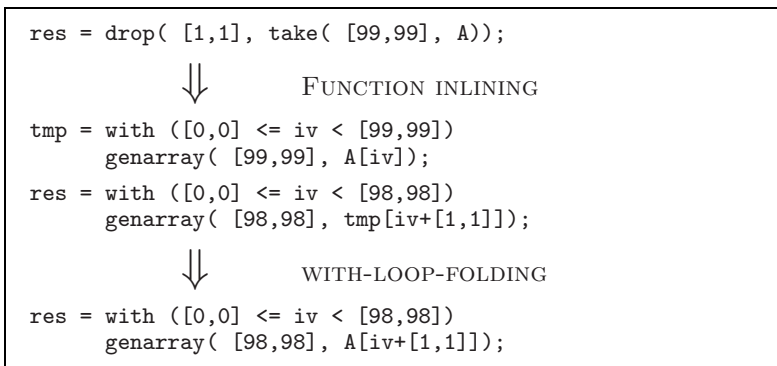 res = drop( [1,1], take( [99,99], A));
⇓ FUNCTION INLINING
tmp = with ([0,0] <= iv < [99,99])
genarray( [99,99], A[iv]);
res = with ([0,0] <= iv < [98,98])
genarray( [98,98], tmp[iv+[1,1]]);
⇓ WITH-LOOP-FOLDING
res = with ([0,0] <= iv < [98,98])
genarray( [98,98], A[iv+[1,1]]);